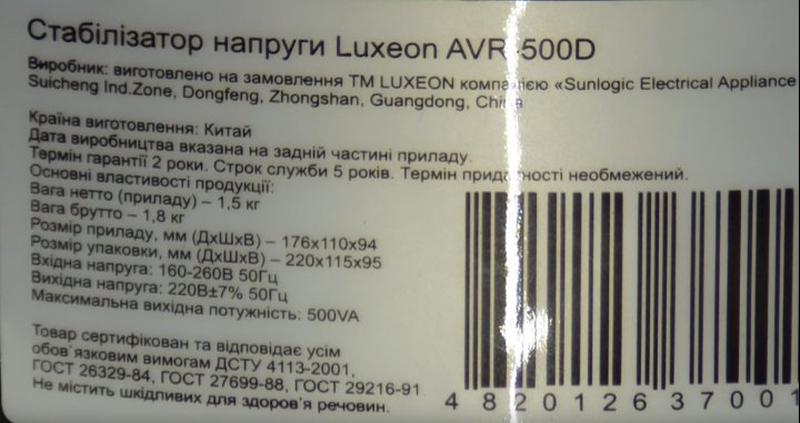 Стабілізатор напруги Luxeon AVR-500D
Виробник: виготовлено на замовлення ТМ LUXEON компанією «Sunlogic Electrical Appliance
Suicheng Ind.Zone, Dongfeng, Zhongshan, Guangdong, China
Країна виготовлення: Китай
Дата виробництва вказана на задній частині приладу.
Термін гарантії 2 роки. Строк служби 5 років. Термін придатності необмежений.
Основні властивості продукції:
Вага нетто (приладу) – 1,5 кг
Вага брутто – 1,8 кг
Розмір приладу, мм (ДхШхВ) – 176х110х94
Розмір упаковки, мм (ДхШхВ) – 220х115х95
Вхідна напруга: 160-260В 50Гц
Вихідна напруга: 220В±7% 50Гц
Максимальна вихідна потужність: 500VA
Товар сертифікован та відповідає усім
обов`язковим вимогам ДСТУ 4113-2001,
ГОСТ 26329-84, ГОСТ 27699-88, ГОСТ 29216-91
Не містить шкідливих для здоров'я речовин.
4 820126 37001